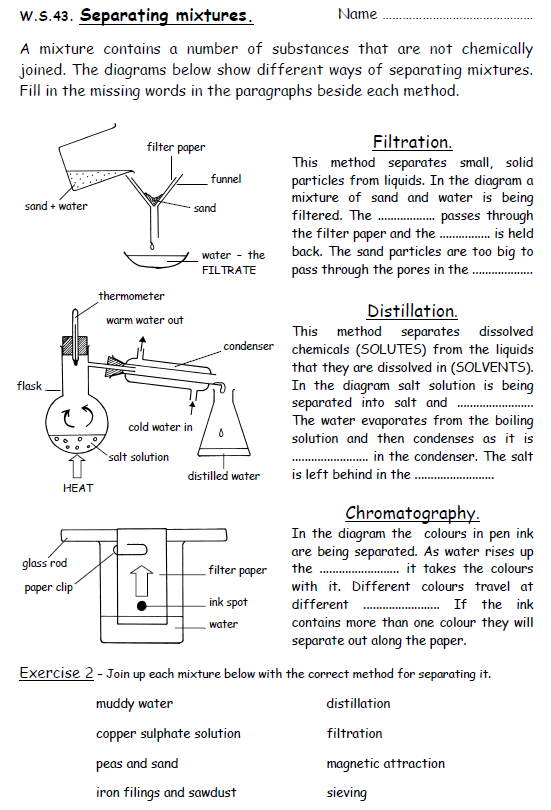 W.S.43. Separating mixtures. Name ................................................
A mixture contains a number of substances that are not chemically
joined. The diagrams below show different ways of separating mixtures.
Fill in the missing words in the paragraphs beside each method.
filter paper
funnel
sand + water
sand
water - the
FILTRATE
Filtration.
This method separates small, solid
particles from liquids. In the diagram a
mixture of sand and water is being
filtered. The ................. passes through
the filter paper and the ............... is held
back. The sand particles are too big to
pass through the pores in the ..................
thermometer
warm water out
condenser
flask
cold water in
salt solution
distilled water
HEAT
Distillation.
This method separates dissolved
chemicals (SOLUTES) from the liquids
that they are dissolved in (SOLVENTS).
In the diagram salt solution is being
separated into salt and .......................
The water evaporates from the boiling
solution and then condenses as it is
....................... in the condenser. The salt
is left behind in the ........................
glass rod
paper clip
filter paper
ink spot
water
Chromatography.
In the diagram the colours in pen ink
are being separated. As water rises up
the ........................ it takes the colours
with it. Different colours travel at
different ....................... If the ink
contains more than one colour they will
separate out along the paper.
Exercise 2 - Join up each mixture below with the correct method for separating it.
muddy water distillation
copper sulphate solution filtration
peas and sand magnetic attraction
iron filings and sawdust sieving